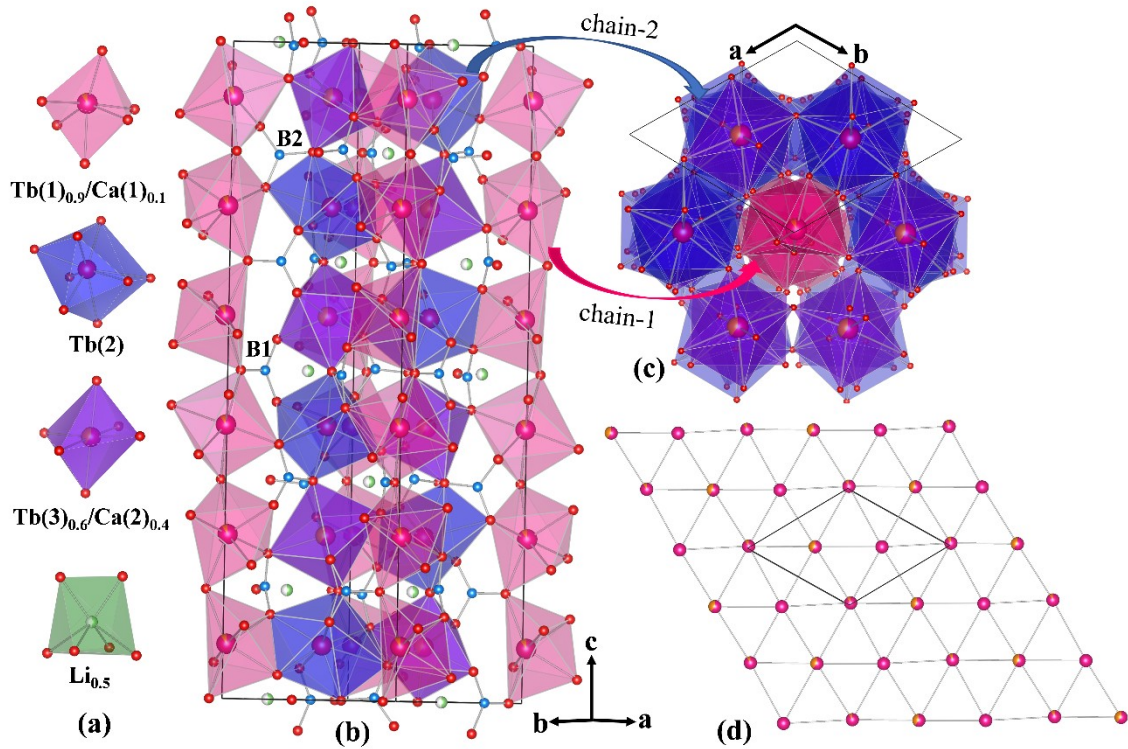 Tb(1)0.9/Ca(1)0.1
Tb(2)
Tb(3)0.6/Ca(2)0.4
Li0.5
(a)
B2
B1
c
b
a
(b)
chain-2
chain-1
a
b
(c)
(d)